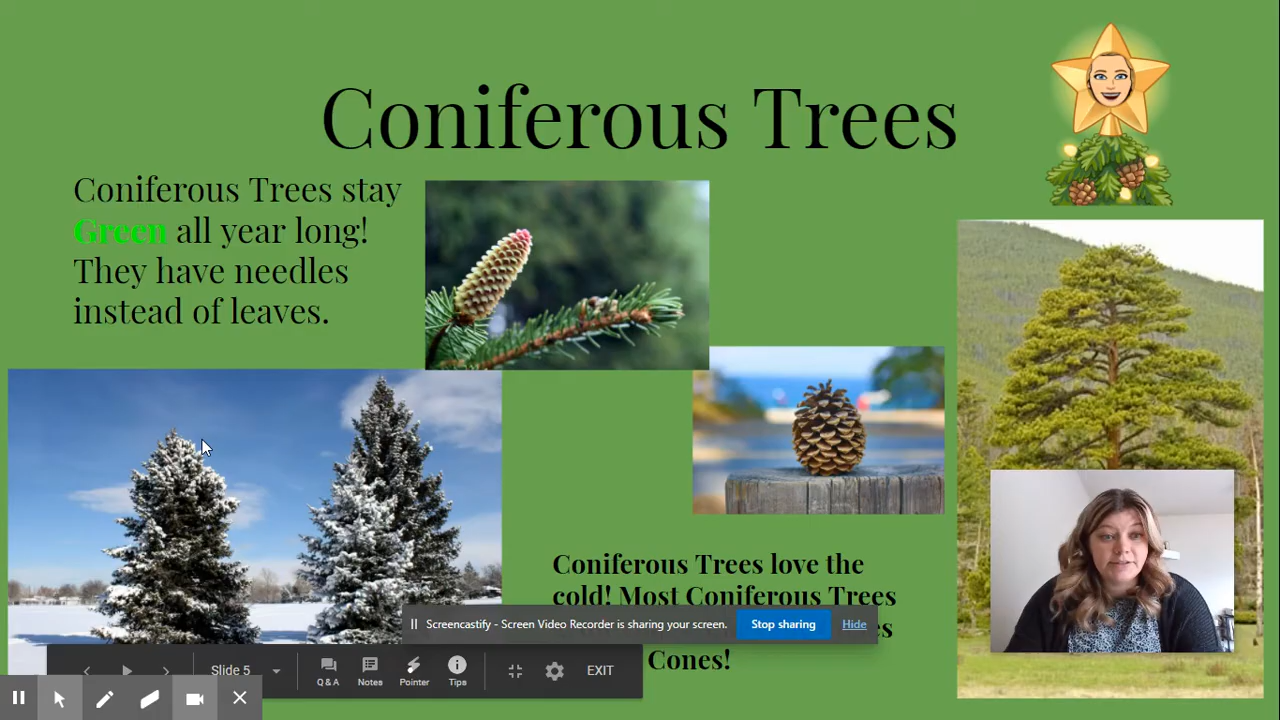 Coniferous Trees
Coniferous Trees stay
Green all year long!
They have needles
instead of leaves.
Coniferous Trees love the
cold! Most Coniferous Trees
Cones!
Screencastify - Screen Video Recorder is sharing your screen.
Stop sharing
Hide
Slide 5
Q & A
Notes
Pointer
Tips
EXIT